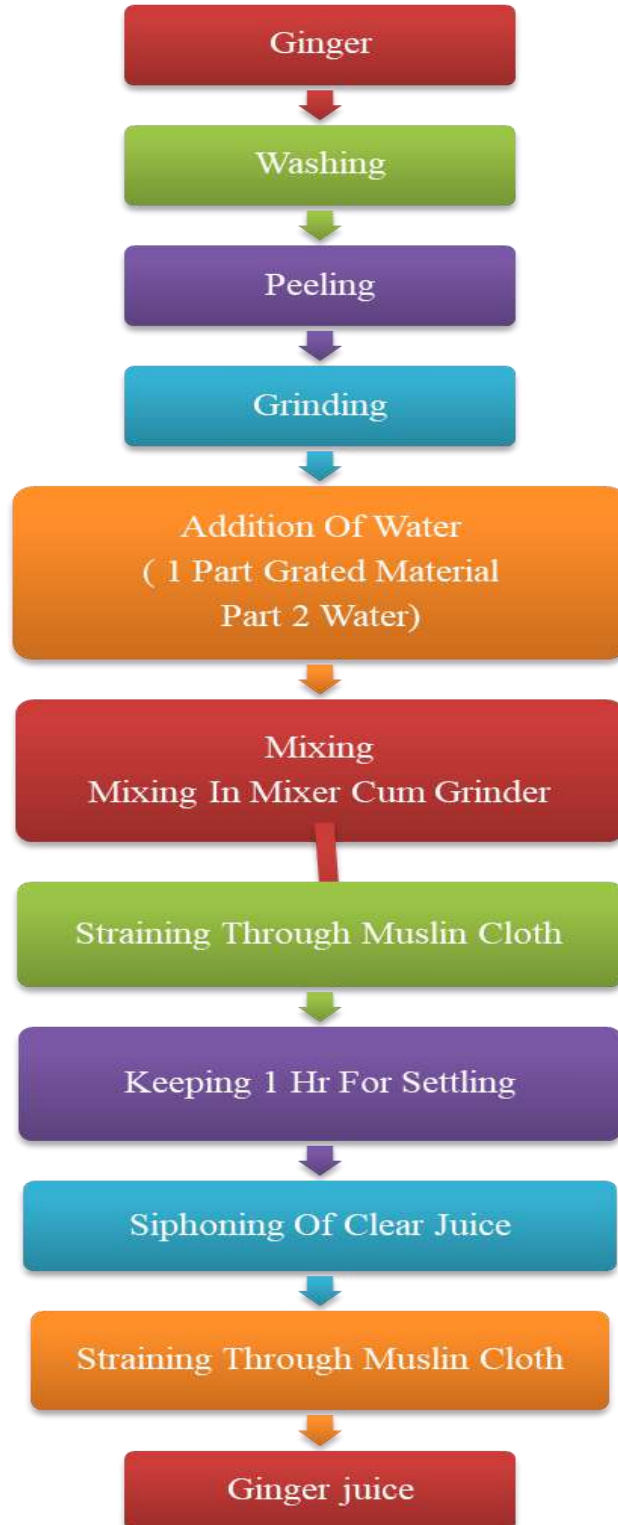 Ginger
Washing
Peeling
Grinding
Addition Of Water
( 1 Part Grated Material
Part 2 Water)
Mixing
Mixing In Mixer Cum Grinder
Straining Through Muslin Cloth
Keeping 1 Hr For Settling
Siphoning Of Clear Juice
Straining Through Muslin Cloth
Ginger juice